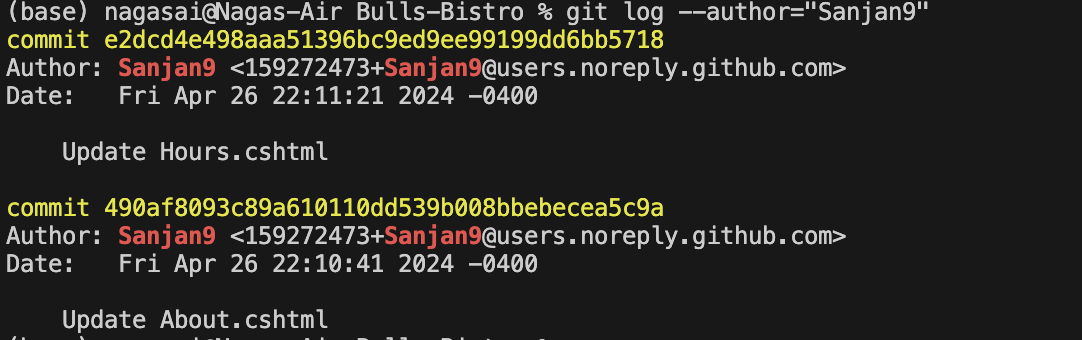 (base) nagasai@Nagas-Air Bulls-Bistro % git log --author="Sanjan9"
commit e2dcd4e498aaa51396bc9ed9ee99199dd6bb5718
Author: Sanjan9 <159272473+Sanjan9@users.noreply.github.com>
Date:   Fri Apr 26 22:11:21 2024 -0400
Update Hours.cshtml
commit 490af8093c89a610110dd539b008bbebecea5c9a
Author: Sanjan9 <159272473+Sanjan9@users.noreply.github.com>
Date:   Fri Apr 26 22:10:41 2024 -0400
Update About.cshtml